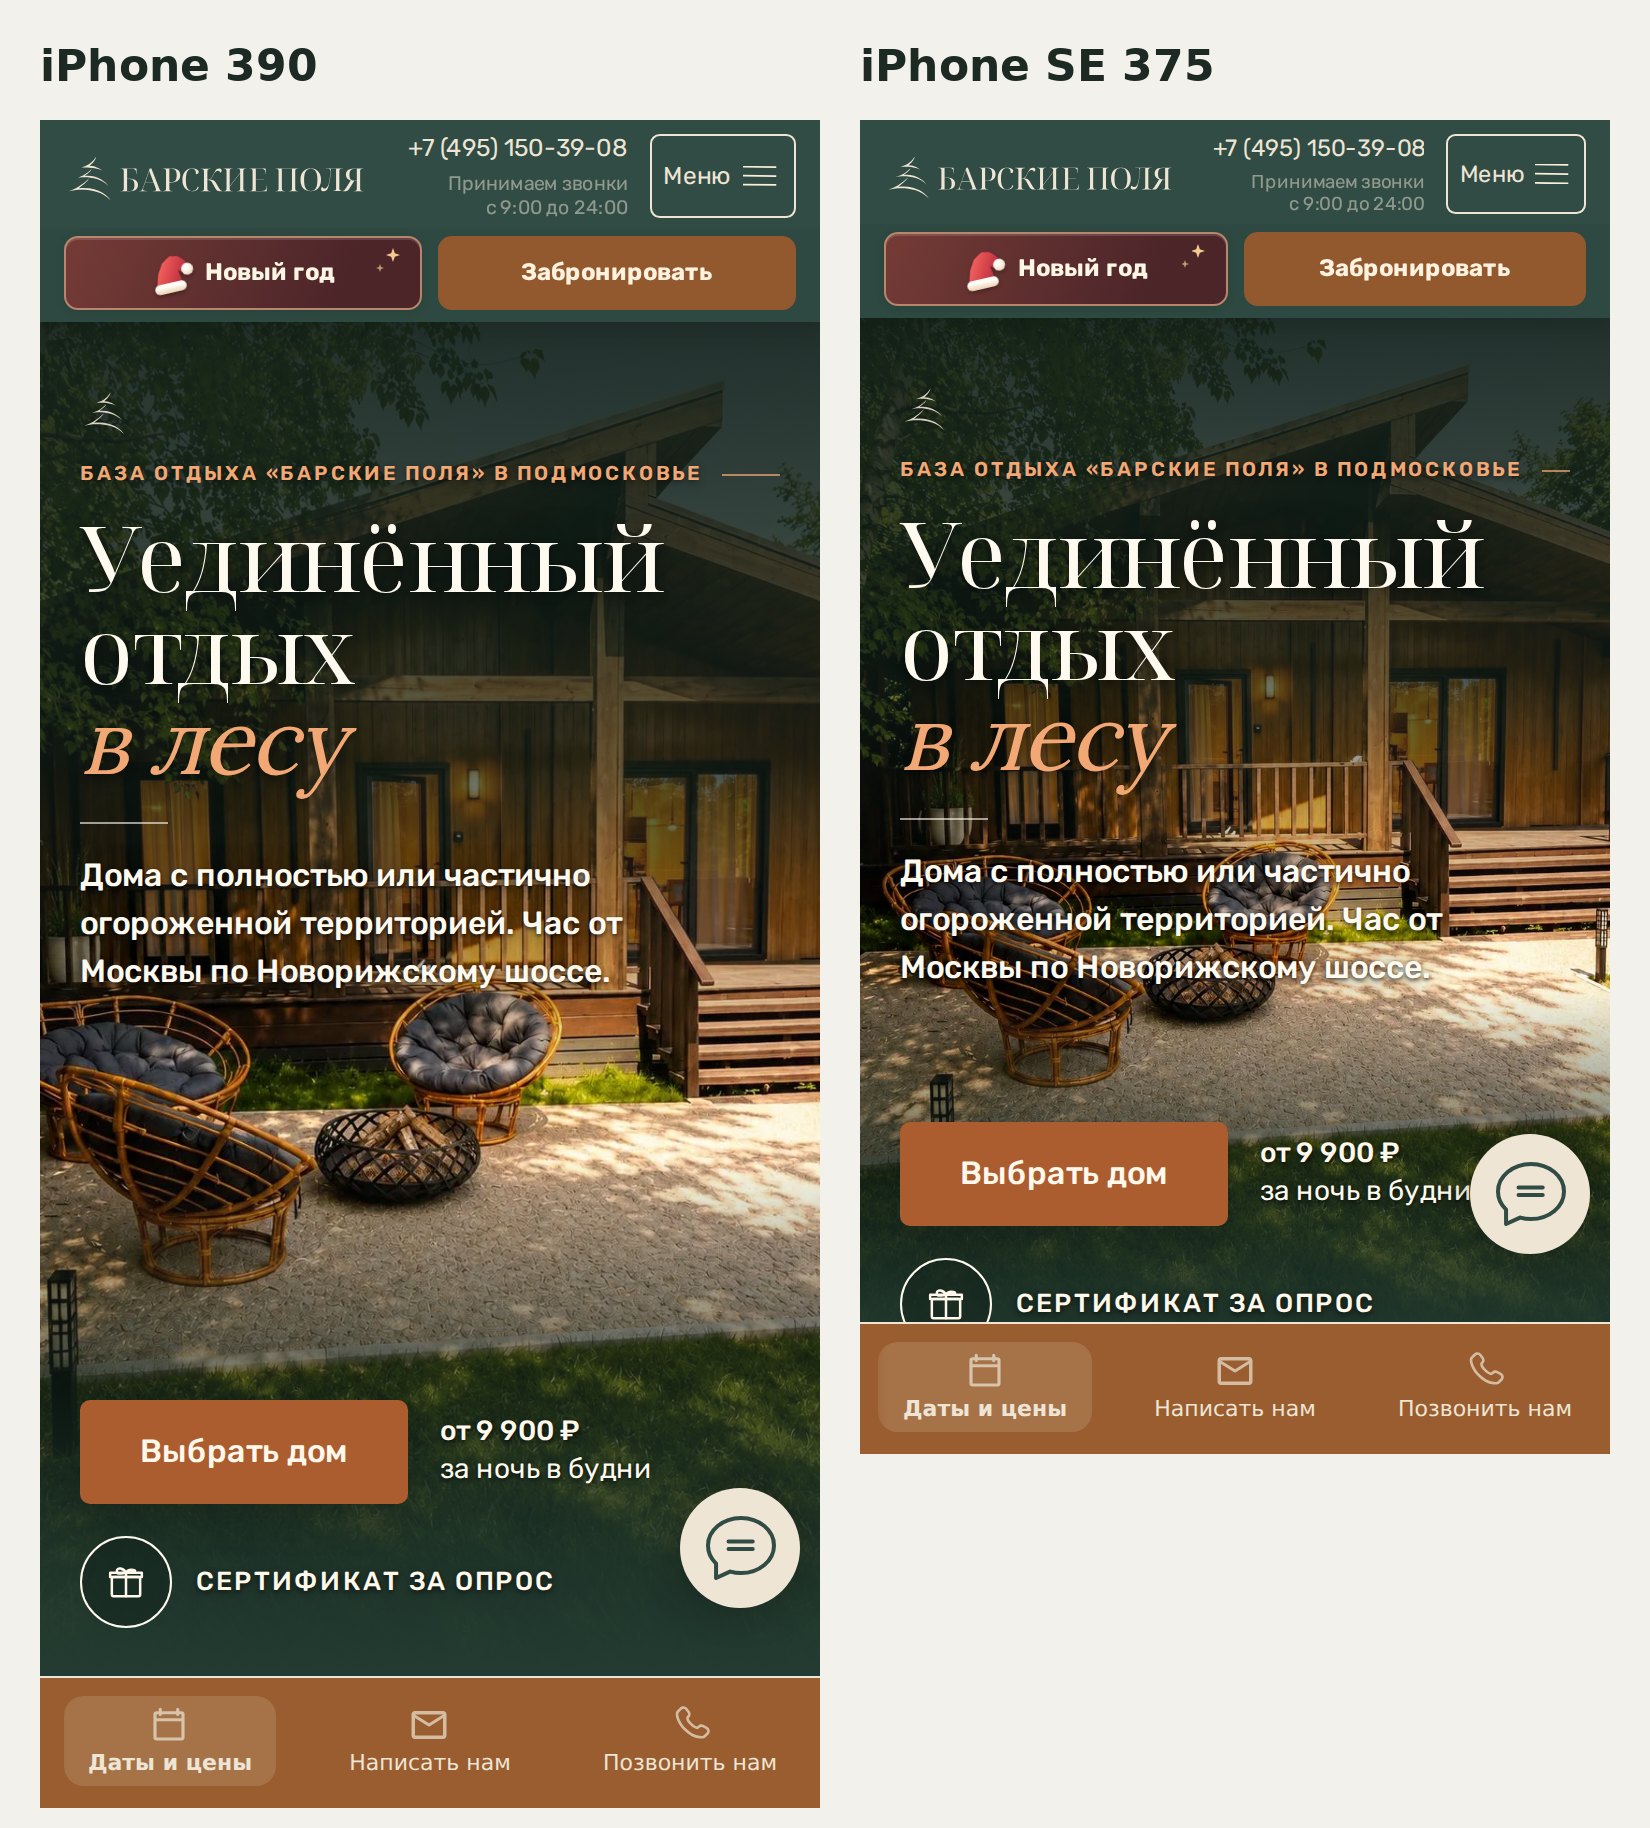 iPhone 390
БАРСКИЕ ПОЛЯ
+7 (495) 150-39-08
Принимаем звонки
с 9:00 до 24:00
Меню
Новый год
Забронировать
БАЗА ОТДЫХА «БАРСКИЕ ПОЛЯ» В ПОДМОСКОВЬЕ
Уединённый
отдых
в лесу
Дома с полностью или частично
огороженной территорией. Час от
Москвы по Новорижскому шоссе.
Выбрать дом
от 9 900 ₽
за ночь в будни
СЕРТИФИКАТ ЗА ОПРОС
Даты и цены
Написать нам
Позвонить нам
iPhone SE 375
БАРСКИЕ ПОЛЯ
+7 (495) 150-39-08
Принимаем звонки
с 9:00 до 24:00
Меню
Новый год
Забронировать
БАЗА ОТДЫХА «БАРСКИЕ ПОЛЯ» В ПОДМОСКОВЬЕ
Уединённый
отдых
в лесу
Дома с полностью или частично
огороженной территорией. Час от
Москвы по Новорижскому шоссе.
Выбрать дом
от 9 900 ₽
за ночь в будни
СЕРТИФИКАТ ЗА ОПРОС
Даты и цены
Написать нам
Позвонить нам